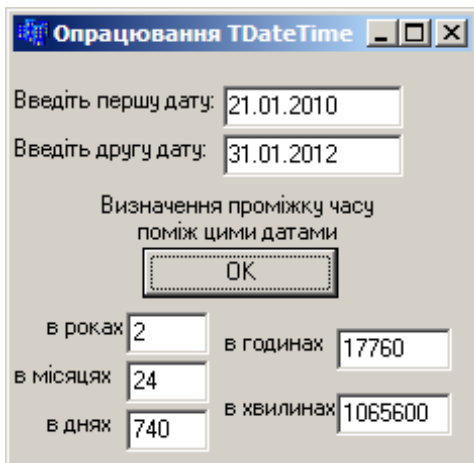 Опрацювання TDateTime
Введіть першу дату: 21.01.2010
Введіть другу дату: 31.01.2012
Визначення проміжку часу
поміж цими датами
OK
в роках 2
в годинах 17760
в місяцях 24
в хвилинах 1065600
в днях 740